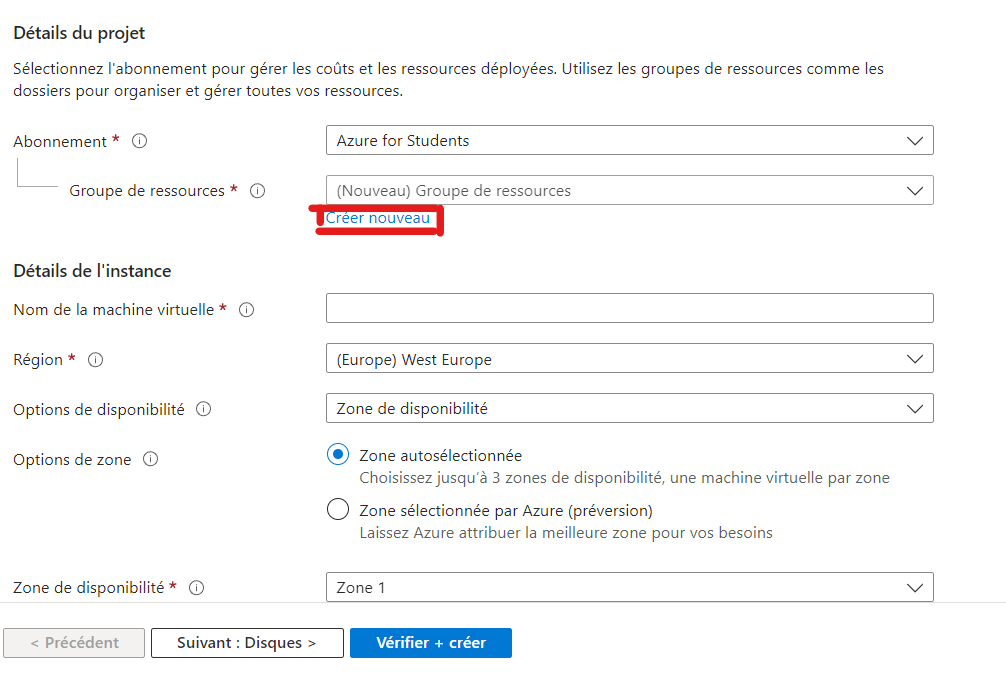 Détails du projet
Sélectionnez l'abonnement pour gérer les coûts et les ressources déployées. Utilisez les groupes de ressources comme les
dossiers pour organiser et gérer toutes vos ressources.
Abonnement *
Azure for Students
Groupe de ressources *
(Nouveau) Groupe de ressources
Créer nouveau
Détails de l'instance
Nom de la machine virtuelle *
Région *
(Europe) West Europe
Options de disponibilité
Zone de disponibilité
Options de zone
Zone autosélectionnée
Choisissez jusqu'à 3 zones de disponibilité, une machine virtuelle par zone
Zone sélectionnée par Azure (préversion)
Laissez Azure attribuer la meilleure zone pour vos besoins
Zone de disponibilité *
Zone 1
< Précédent
Suivant : Disques >
Vérifier + créer